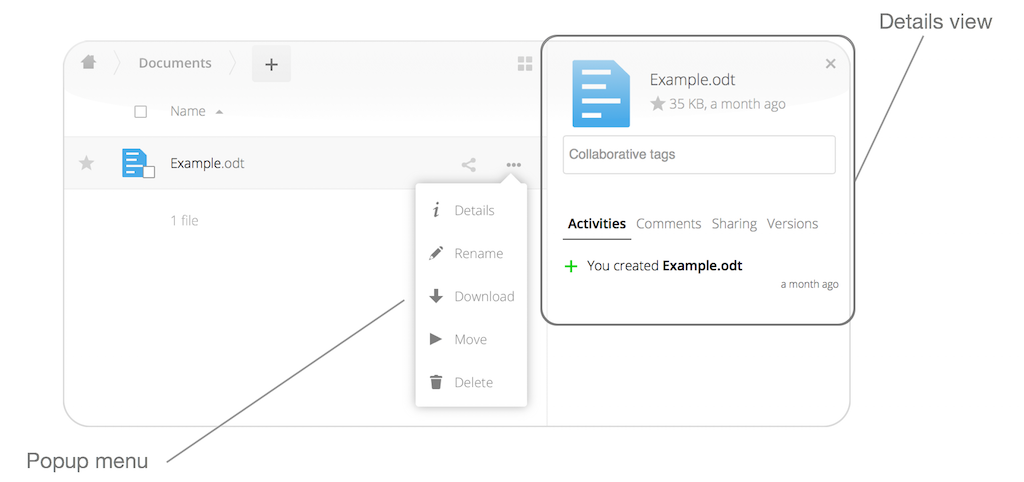 Details view
Documents
+
Name
Example.odt
1 file
Details
Rename
Download
Move
Delete
Example.odt
35 KB, a month ago
Collaborative tags
Activities Comments Sharing Versions
You created Example.odt
a month ago
Popup menu